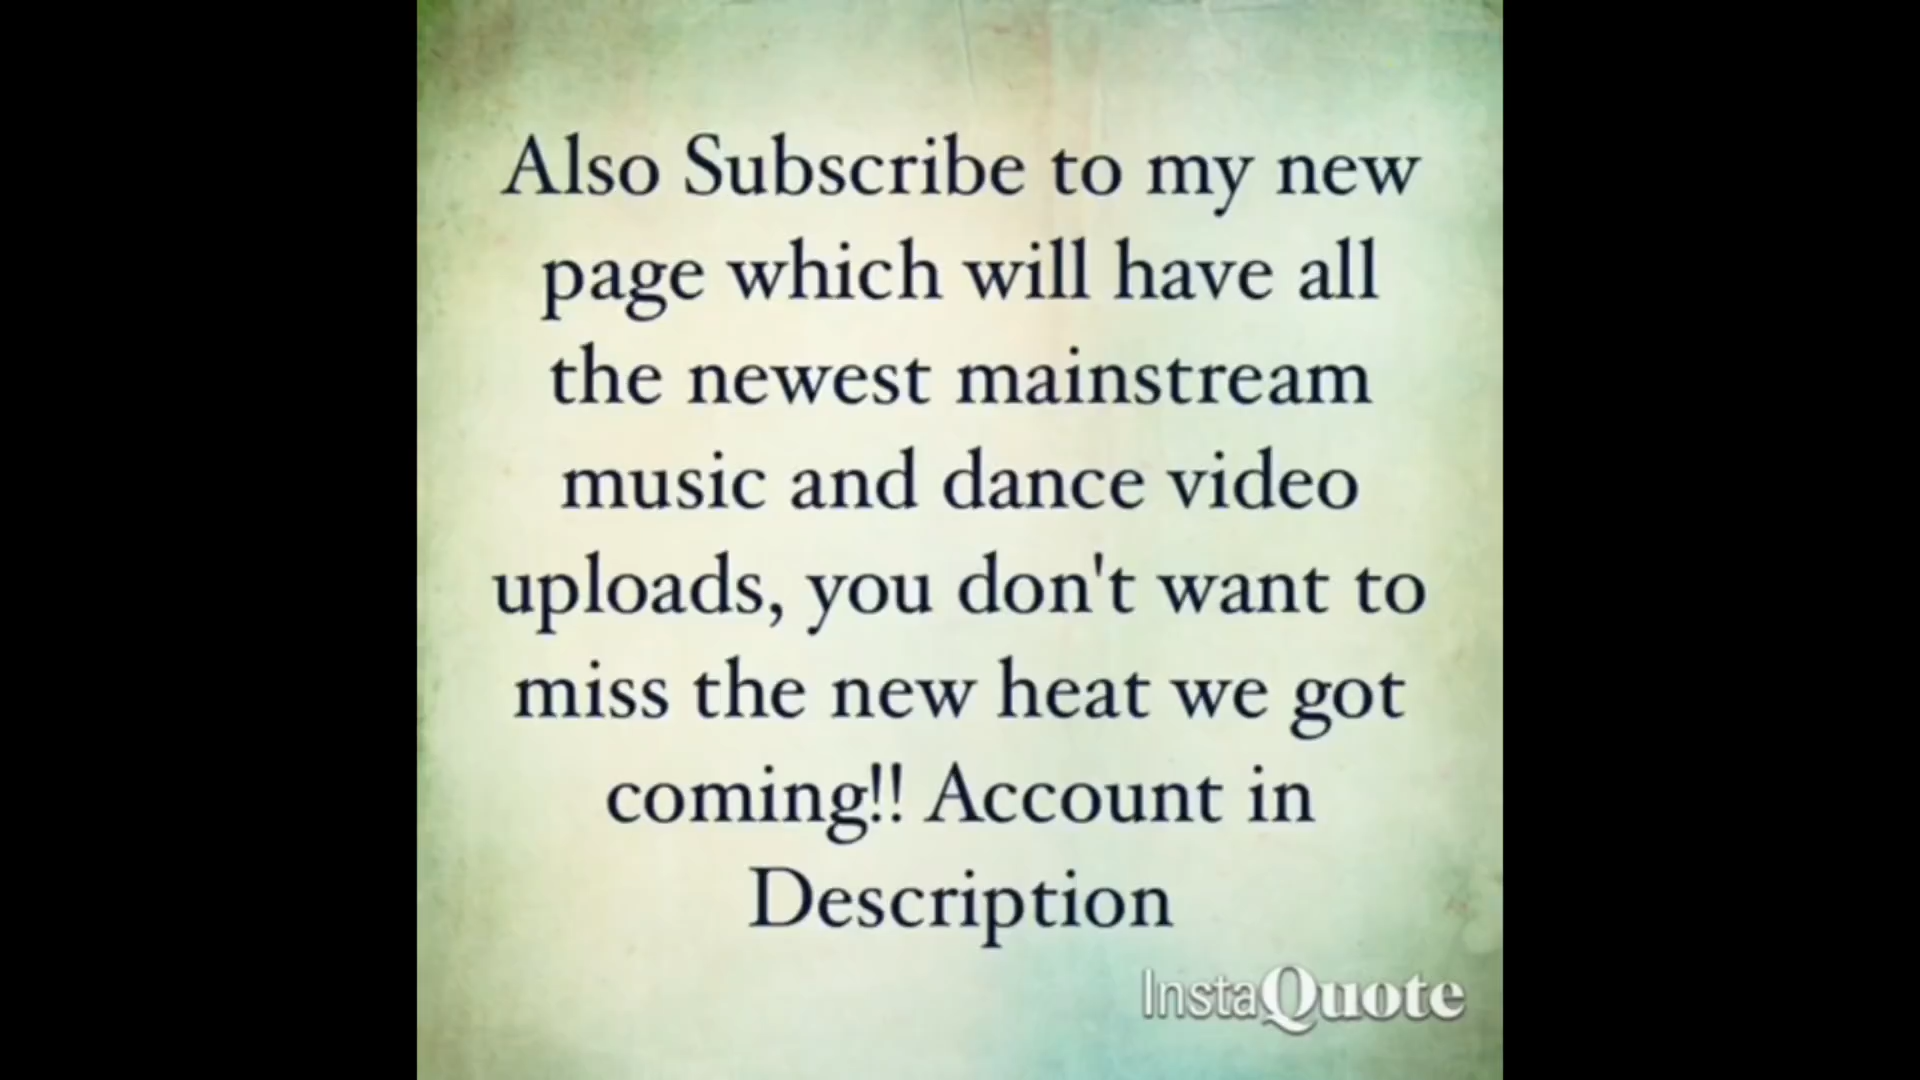 Also Subscribe to my new
page which will have all
the newest mainstream
music and dance video
uploads, you don't want to
miss the new heat we got
coming!! Account in
Description
InstaQuote